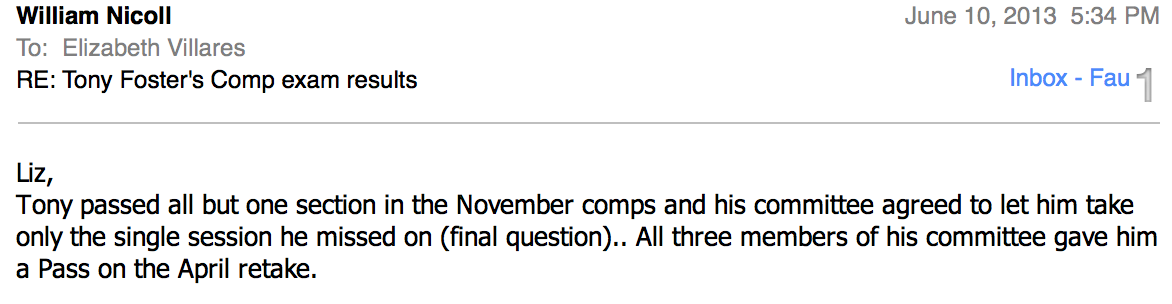 William Nicoll June 10, 2013 5:34 PM
To: Elizabeth Villares
RE: Tony Foster's Comp exam results Inbox - Fau 1
Liz,
Tony passed all but one section in the November comps and his committee agreed to let him take
only the single session he missed on (final question).. All three members of his committee gave him
a Pass on the April retake.